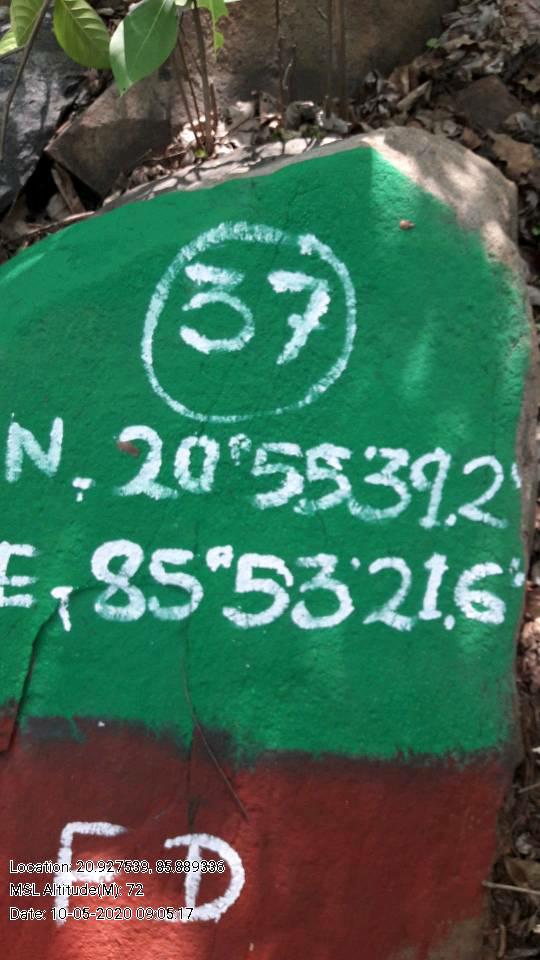 37
N. 20°55'39.2"
E. 85°53'21.6"
FD
Location: 20.927539, 85.889336
MSL Altitude(M): 72
Date: 10-05-2020 09:05:17